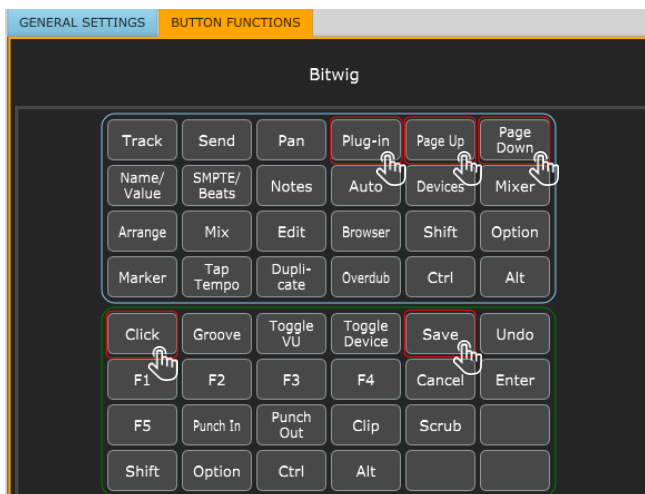 GENERAL SETTINGS BUTTON FUNCTIONS
Bitwig
Track Send Pan Plug-in Page Up Page
Down
Name/
Value SMPTE/
Beats Notes Auto Devices Mixer
Arrange Mix Edit Browser Shift Option
Marker Tap
Tempo Dupli-
cate Overdub Ctrl Alt
Click Groove Toggle
VU Toggle
Device Save Undo
F1 F2 F3 F4 Cancel Enter
F5 Punch In Punch
Out Clip Scrub
Shift Option Ctrl Alt